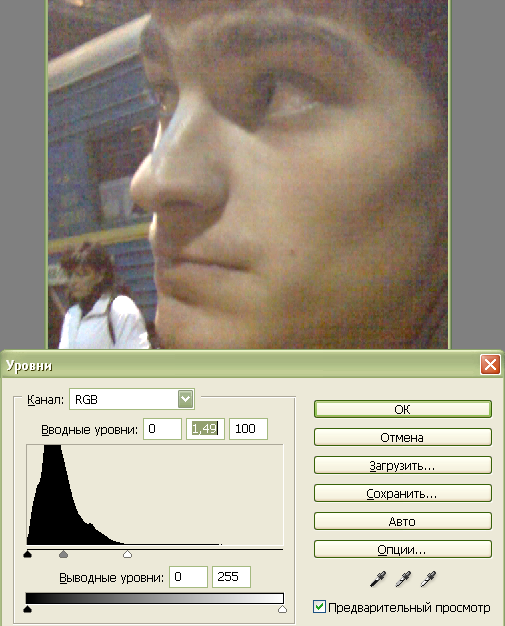 Уровни
Канал: RGB
Вводные уровни: 0 1,49 100
Выводные уровни: 0 255
ОК
Отмена
Загрузить...
Сохранить...
Авто
Опции...
Предварительный просмотр